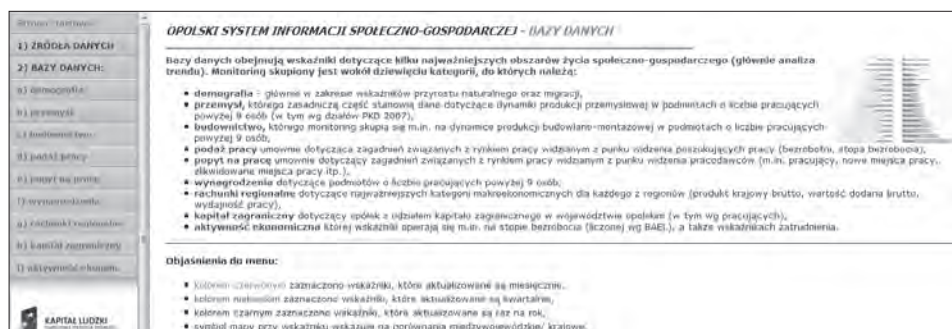 1) ŹRÓDŁA DANYCH
2) BAZY DANYCH:
a) demografia
b) przemysł
c) budownictwo
d) podaż pracy
e) popyt na pracę
f) wynagrodzenia
g) rachunki regionalne
h) kapitał zagraniczny
i) aktywność ekonom.
KAPITAŁ LUDZKI
OPOLSKI SYSTEM INFORMACJI SPOŁECZNO-GOSPODARCZEJ - BAZY DANYCH
Bazy danych obejmują wskaźniki dotyczące kilku najważniejszych obszarów życia społeczno-gospodarczego (głównie analiza
trendu). Monitoring skupiony jest wokół dziewięciu kategorii, do których należą:
• demografia - głównie w zakresie wskaźników przyrostu naturalnego oraz migracji,
• przemysł, którego zasadniczą część stanowią dane dotyczące dynamiki produkcji przemysłowej w podmiotach o liczbie pracujących
powyżej 9 osób (w tym wg działów PKD 2007),
• budownictwo, którego monitoring skupia się m.in. na dynamice produkcji budowlano-montażowej w podmiotach o liczbie pracujących
powyżej 9 osób,
• podaż pracy umownie dotycząca zagadnień związanych z rynkiem pracy widzianym z punku widzenia poszukujących pracy (bezrobotni, stopa bezrobocia),
• popyt na pracę umownie dotyczący zagadnień związanych z rynkiem pracy widzianym z punku widzenia pracodawców (m.in. pracujący, nowe miejsca pracy,
zlikwidowane miejsca pracy itp.),
• wynagrodzenia dotyczące podmiotów o liczbie pracujących powyżej 9 osób,
• rachunki regionalne dotyczące najważniejszych kategorii makroekonomicznych dla każdego z regionów (produkt krajowy brutto, wartość dodana brutto,
wydajność pracy),
• kapitał zagraniczny dotyczący spółek z udziałem kapitału zagranicznego w województwie opolskim (w tym wg pracujących),
• aktywność ekonomiczna której wskaźniki opierają się m.in. na stopie bezrobocia (liczonej wg BAEL), a także wskaźnikach zatrudnienia.
Objaśnienia do menu:
• kolorem czerwonym zaznaczono wskaźniki, które aktualizowane są miesięcznie,
• kolorem niebieskim zaznaczono wskaźniki, które aktualizowane są kwartalnie,
• kolorem czarnym zaznaczono wskaźniki, które aktualizowane są raz na rok,
• symbol mapy przy wskaźniku wskazuje na porównania międzywojewódzkie/ krajowe.